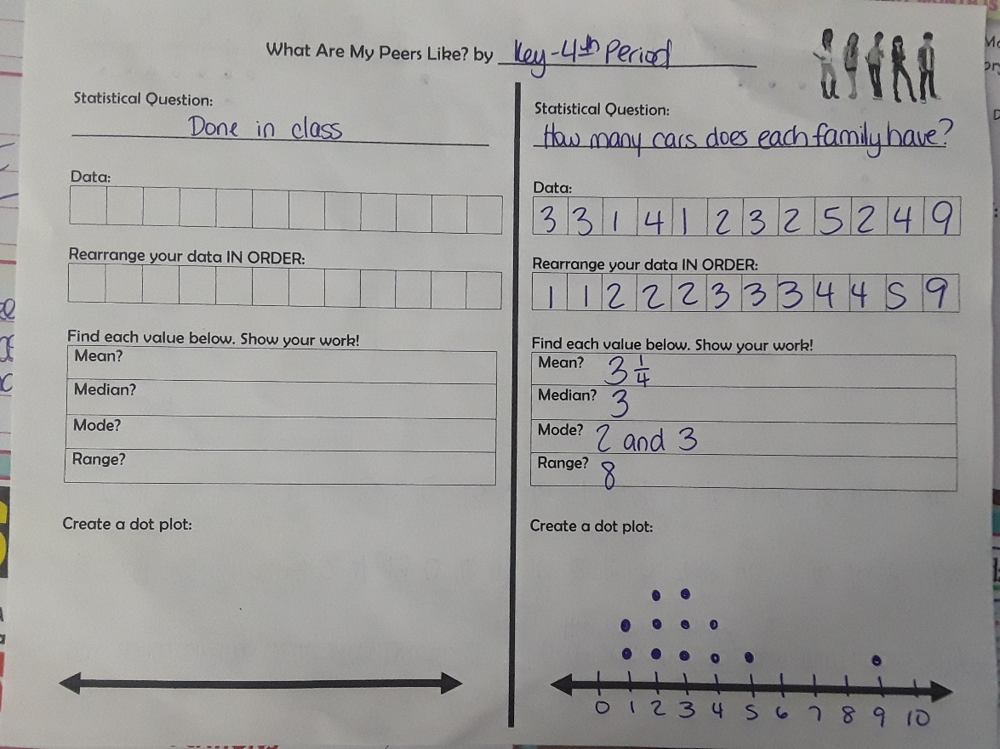 What Are My Peers Like? by Key-4th Period
Statistical Question:
Done in class
Data:
Rearrange your data IN ORDER:
Find each value below. Show your work!
Mean?
Median?
Mode?
Range?
Create a dot plot:
Statistical Question:
How many cars does each family have?
Data:
3 3 1 4 1 2 3 2 5 2 4 9
Rearrange your data IN ORDER:
1 1 2 2 2 3 3 3 4 4 5 9
Find each value below. Show your work!
Mean? 3 1/4
Median? 3
Mode? 2 and 3
Range? 8
Create a dot plot:
0 1 2 3 4 5 6 7 8 9 10